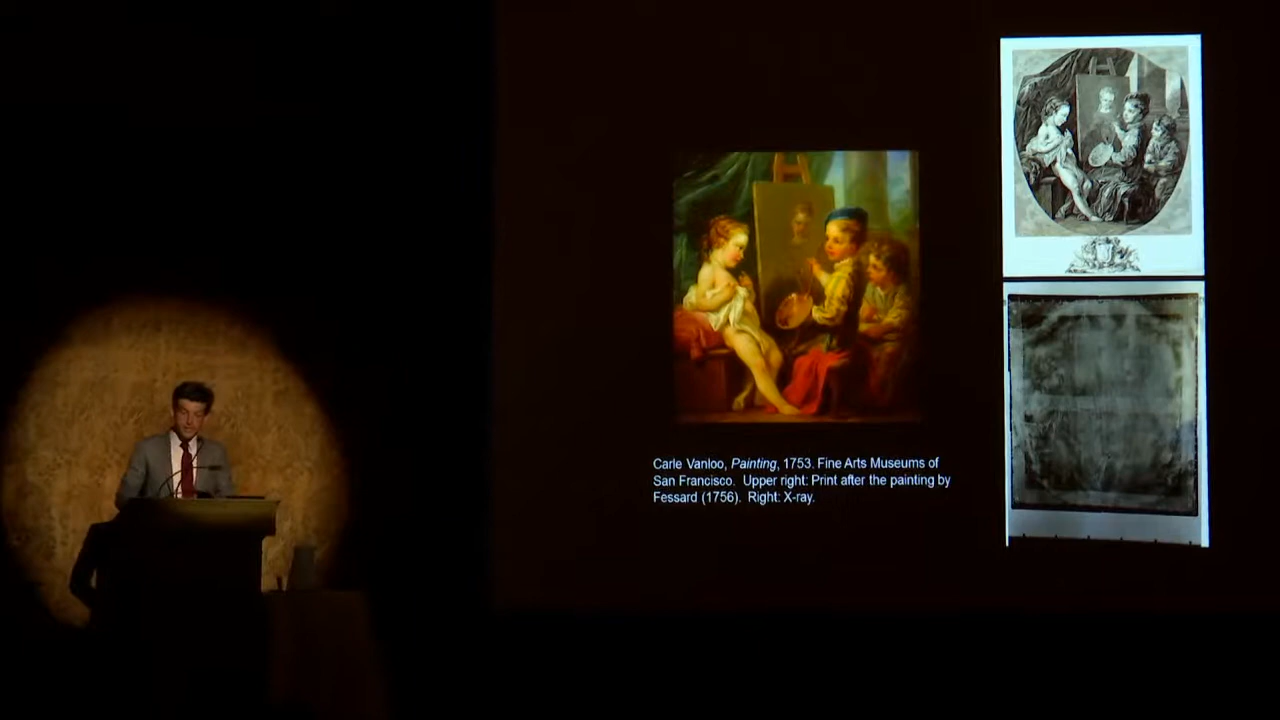 Carle Vanloo, Painting, 1753. Fine Arts Museums of
San Francisco. Upper right: Print after the painting by
Fessard (1756). Right: X-ray.